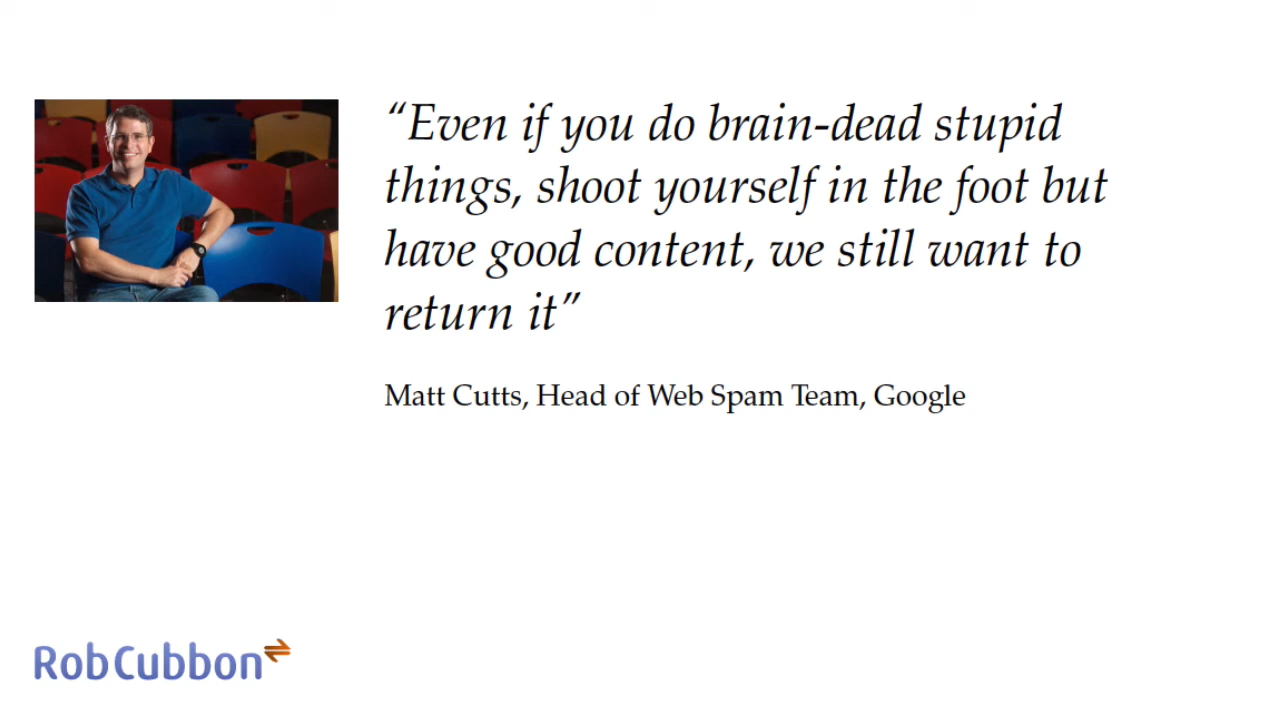 “Even if you do brain-dead stupid
things, shoot yourself in the foot but
have good content, we still want to
return it”
Matt Cutts, Head of Web Spam Team, Google
RobCubbon